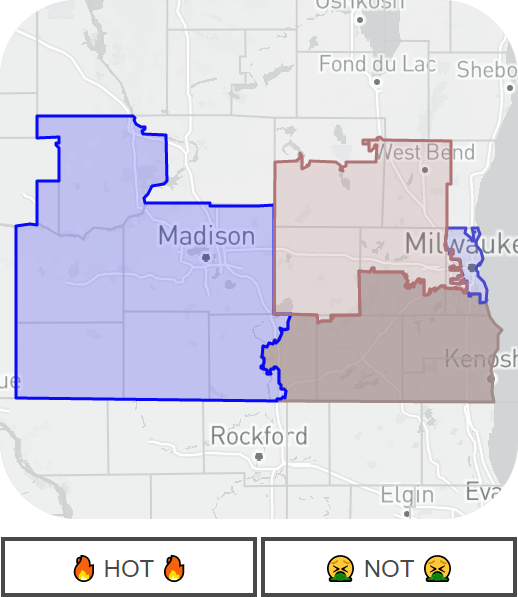 Oshkosh
Fond du Lac
Shebo
West Bend
Madison
Milwauke
Kenosh
ue
Rockford
Elgin
Eva
🔥 HOT 🔥
🤮 NOT 🤮